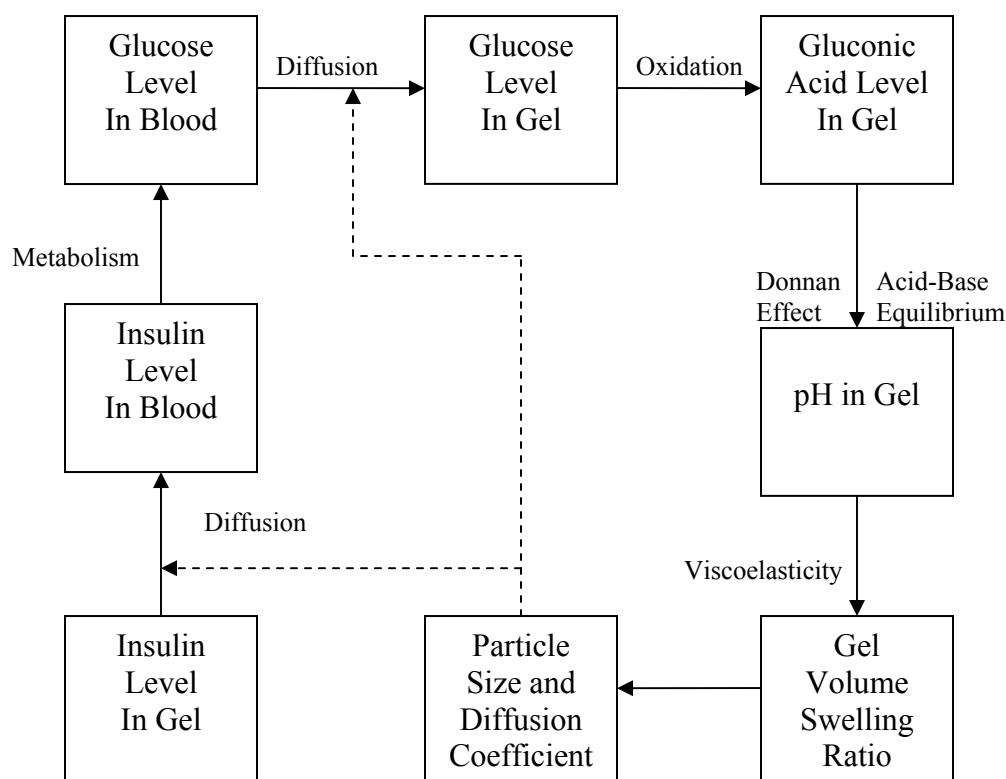 Glucose
Level
In Blood
Diffusion
Glucose
Level
In Gel
Oxidation
Gluconic
Acid Level
In Gel
Metabolism
Donnan
Effect
Acid-Base
Equilibrium
Insulin
Level
In Blood
pH in Gel
Diffusion
Viscoelasticity
Insulin
Level
In Gel
Particle
Size and
Diffusion
Coefficient
Gel
Volume
Swelling
Ratio